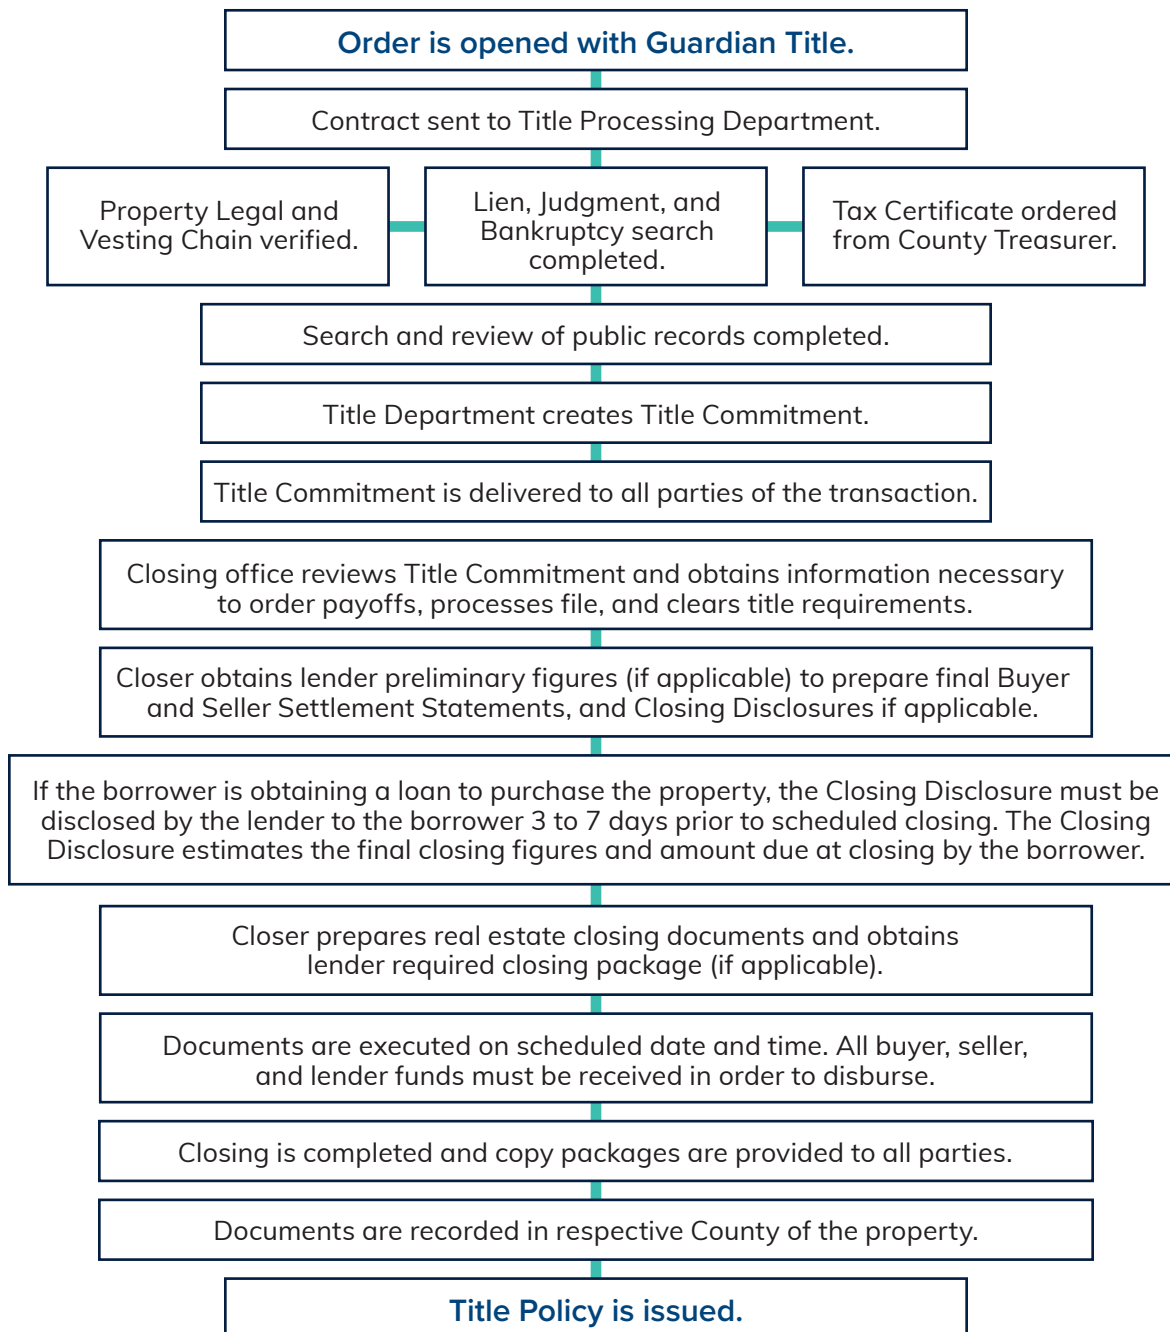 Order is opened with Guardian Title.
Contract sent to Title Processing Department.
Property Legal and
Vesting Chain verified.
Lien, Judgment, and
Bankruptcy search
completed.
Tax Certificate ordered
from County Treasurer.
Search and review of public records completed.
Title Department creates Title Commitment.
Title Commitment is delivered to all parties of the transaction.
Closing office reviews Title Commitment and obtains information necessary
to order payoffs, processes file, and clears title requirements.
Closer obtains lender preliminary figures (if applicable) to prepare final Buyer
and Seller Settlement Statements, and Closing Disclosures if applicable.
If the borrower is obtaining a loan to purchase the property, the Closing Disclosure must be
disclosed by the lender to the borrower 3 to 7 days prior to scheduled closing. The Closing
Disclosure estimates the final closing figures and amount due at closing by the borrower.
Closer prepares real estate closing documents and obtains
lender required closing package (if applicable).
Documents are executed on scheduled date and time. All buyer, seller,
and lender funds must be received in order to disburse.
Closing is completed and copy packages are provided to all parties.
Documents are recorded in respective County of the property.
Title Policy is issued.